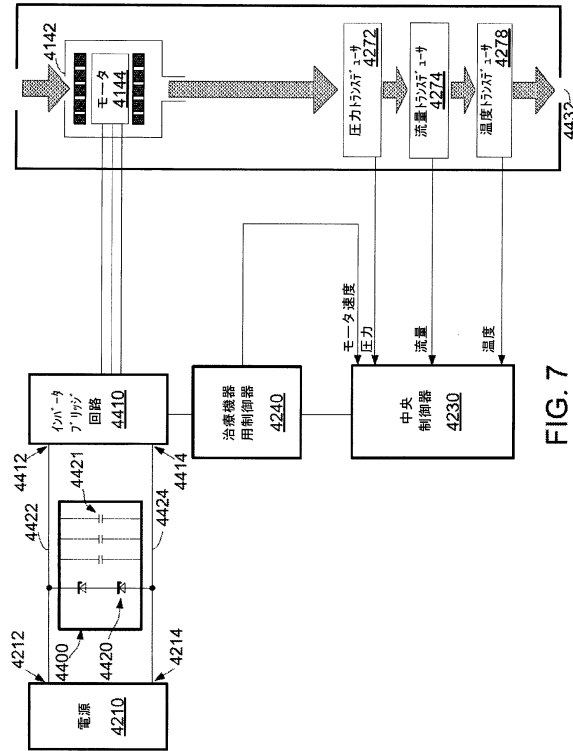 4142
モータ
4144
圧力トランスデューサ
4272
流量トランスデューサ
4274
温度トランスデューサ
4278
4432
モータ速度
圧力
流量
温度
インバータ
ブリッジ
回路
4410
治療機器
用制御器
4240
中央
制御器
4230
4412
4414
4422
4421
4424
4400
4420
4212
4214
電源
4210
FIG. 7